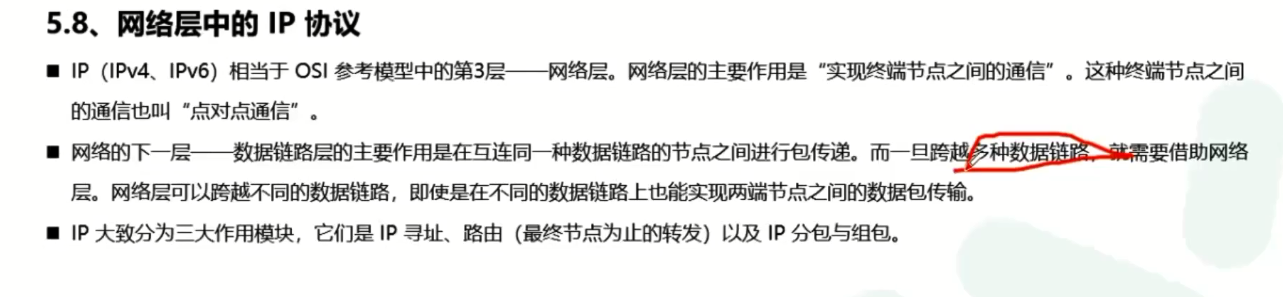 5.8、网络层中的 IP 协议
■ IP（IPv4、IPv6）相当于 OSI 参考模型中的第3层——网络层。网络层的主要作用是“实现终端节点之间的通信”。这种终端节点之间
的通信也叫“点对点通信”。
■ 网络的下一层——数据链路层的主要作用是在互连同一种数据链路的节点之间进行包传递。而一旦跨越多种数据链路，就需要借助网络
层。网络层可以跨越不同的数据链路，即使是在不同的数据链路上也能实现两端节点之间的数据包传输。
■ IP 大致分为三大作用模块，它们是 IP 寻址、路由（最终节点为止的转发）以及 IP 分包与组包。